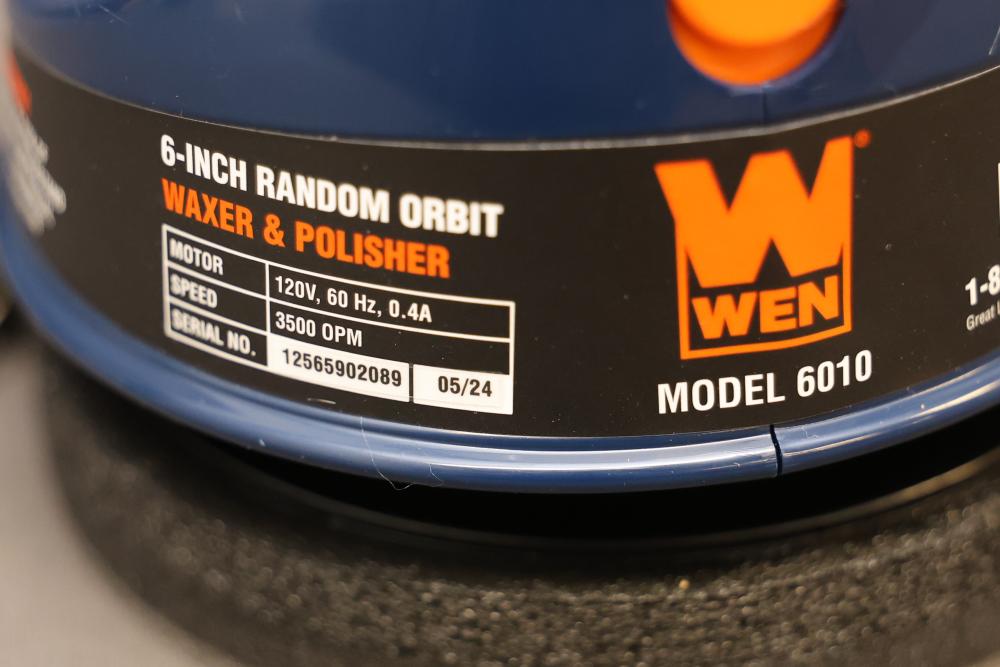 6-INCH RANDOM ORBIT
WAXER & POLISHER
MOTOR 120V, 60 Hz, 0.4A
SPEED 3500 OPM
SERIAL NO. 12565902089 05/24
WEN
MODEL 6010
1-8
Great